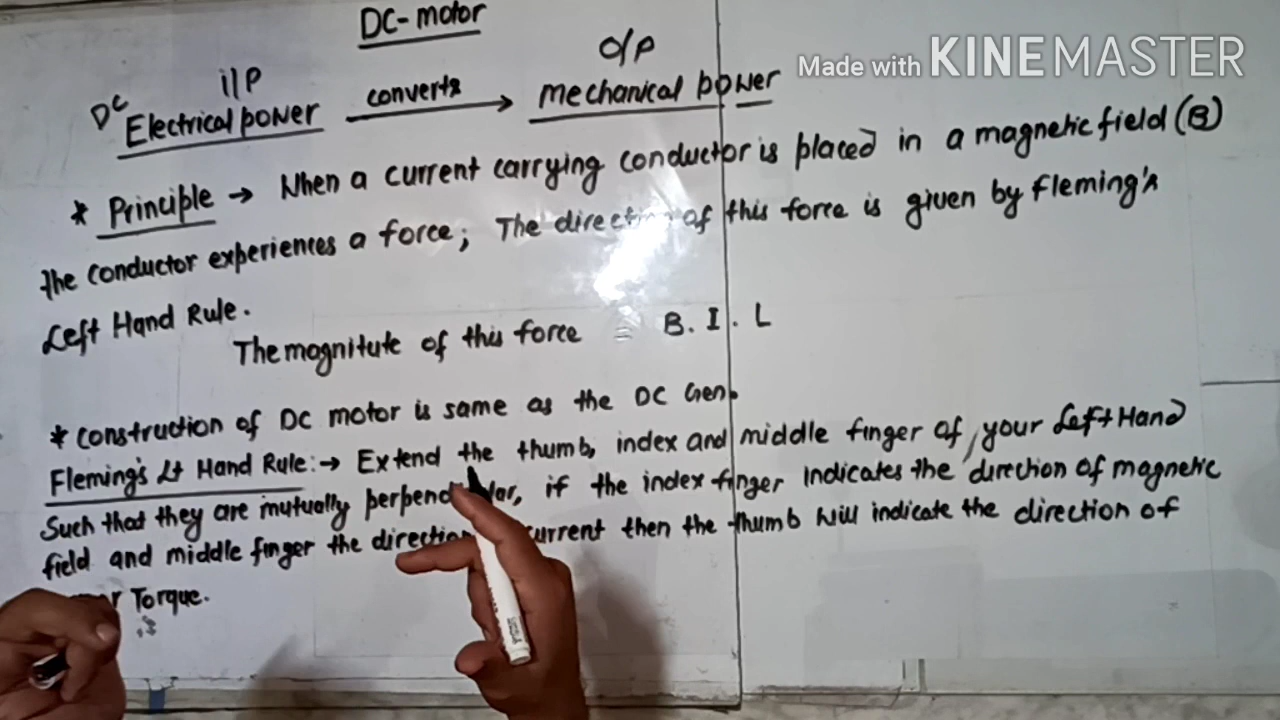 DC-motor
i/p
o/p
Made with KINEMASTER
DC Electrical power converts mechanical power
* Principle → When a current carrying conductor is placed in a magnetic field (B)
the conductor experiences a force; The direction of this force is given by Fleming's
Left Hand Rule.
The magnitute of this force = B. I. L
* Construction of DC motor is same as the DC Gen.
Fleming's Lt Hand Rule:→ Extend the thumb, index and middle finger of your Left Hand
Such that they are mutually perpend lar, if the index finger indicates the direction of magnetic
field and middle finger the direction current then the thumb will indicate the direction of
Torque.